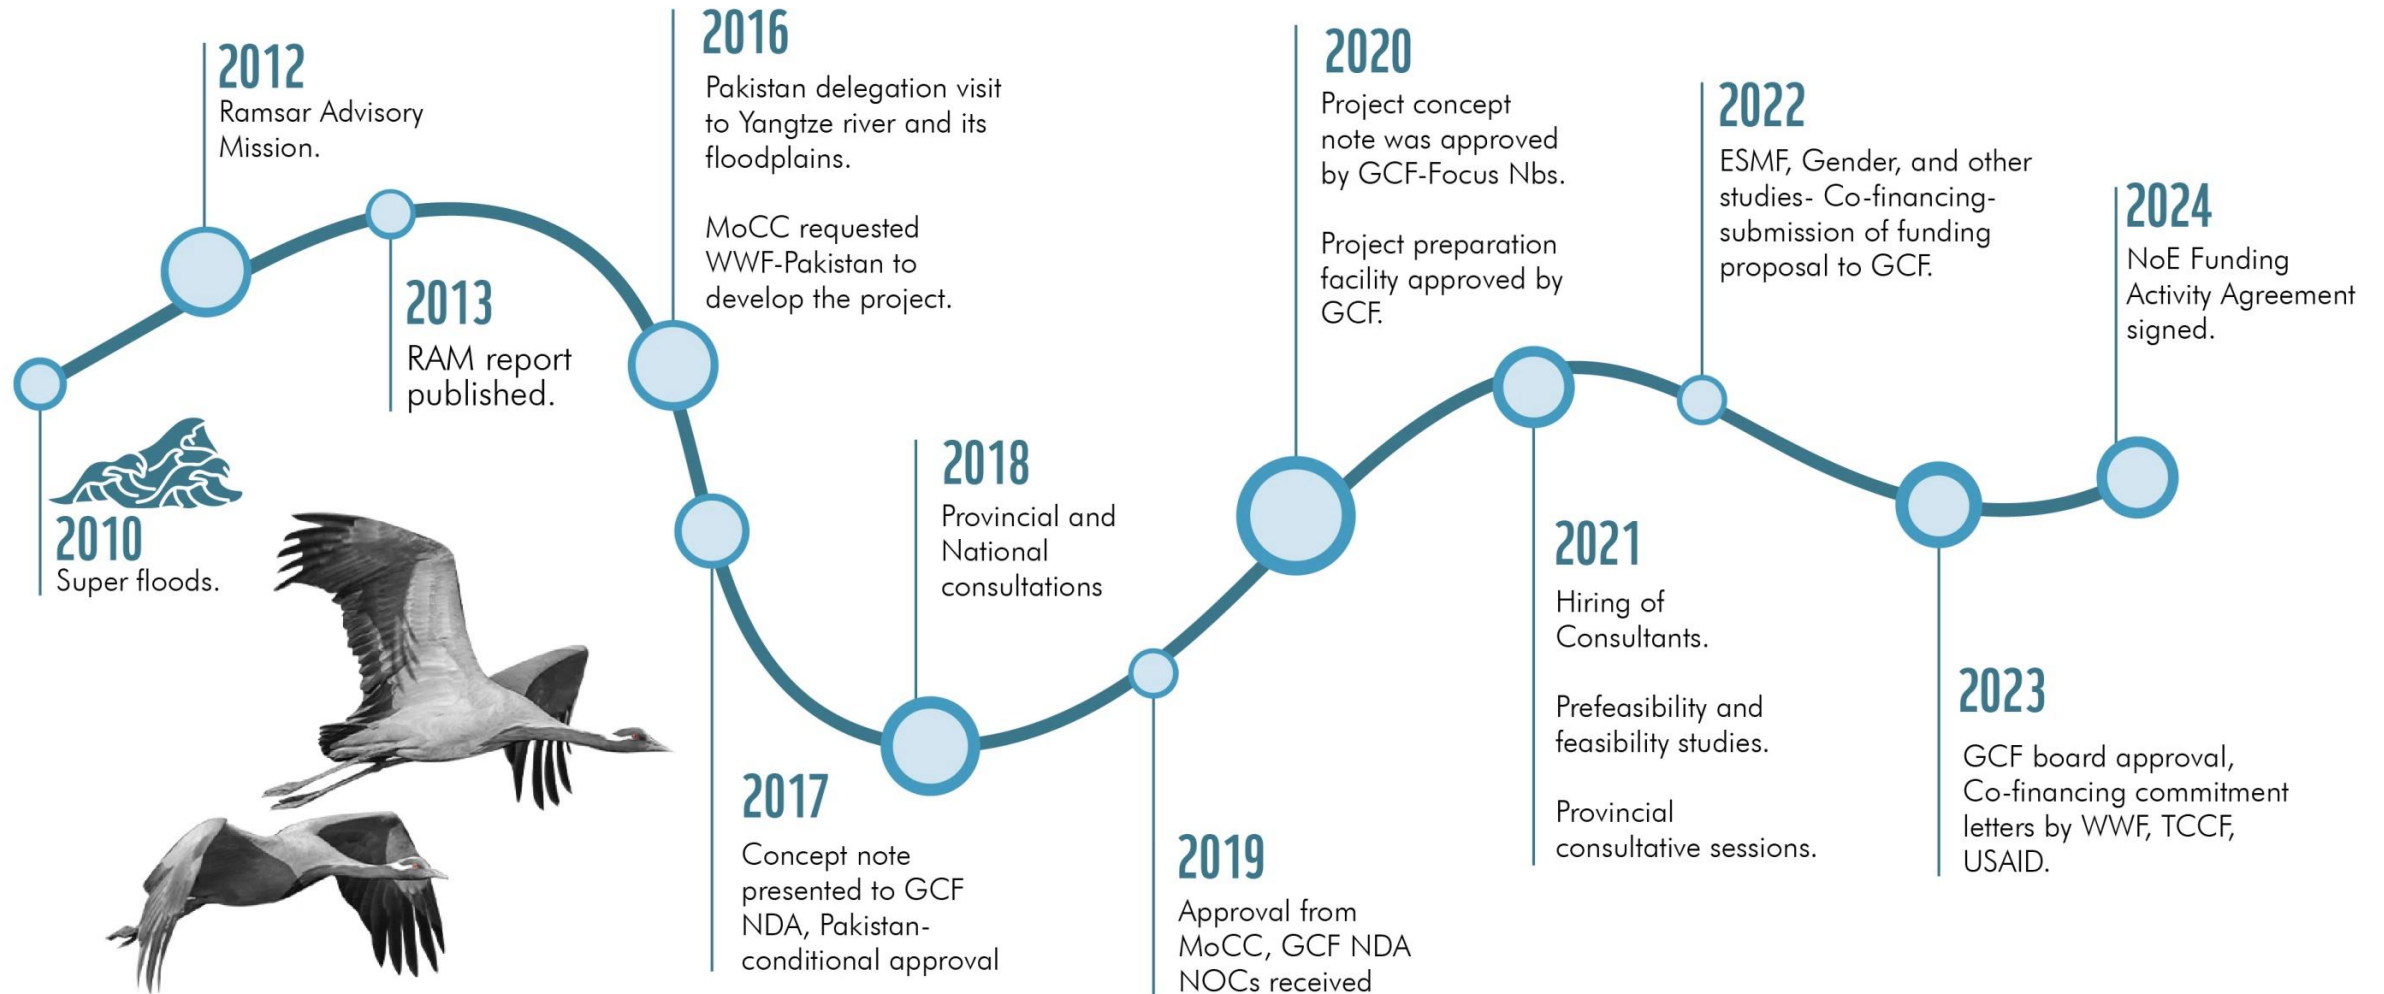 2010
Super floods.
2012
Ramsar Advisory
Mission.
2013
RAM report
published.
2016
Pakistan delegation visit
to Yangtze river and its
floodplains.
MoCC requested
WWF-Pakistan to
develop the project.
2017
Concept note
presented to GCF
NDA, Pakistan-
conditional approval
2018
Provincial and
National
consultations
2019
Approval from
MoCC, GCF NDA
NOCs received
2020
Project concept
note was approved
by GCF-Focus Nbs.
Project preparation
facility approved by
GCF.
2021
Hiring of
Consultants.
Prefeasibility and
feasibility studies.
Provincial
consultative sessions.
2022
ESMF, Gender, and other
studies- Co-financing-
submission of funding
proposal to GCF.
2023
GCF board approval,
Co-financing commitment
letters by WWF, TCCF,
USAID.
2024
NoE Funding
Activity Agreement
signed.